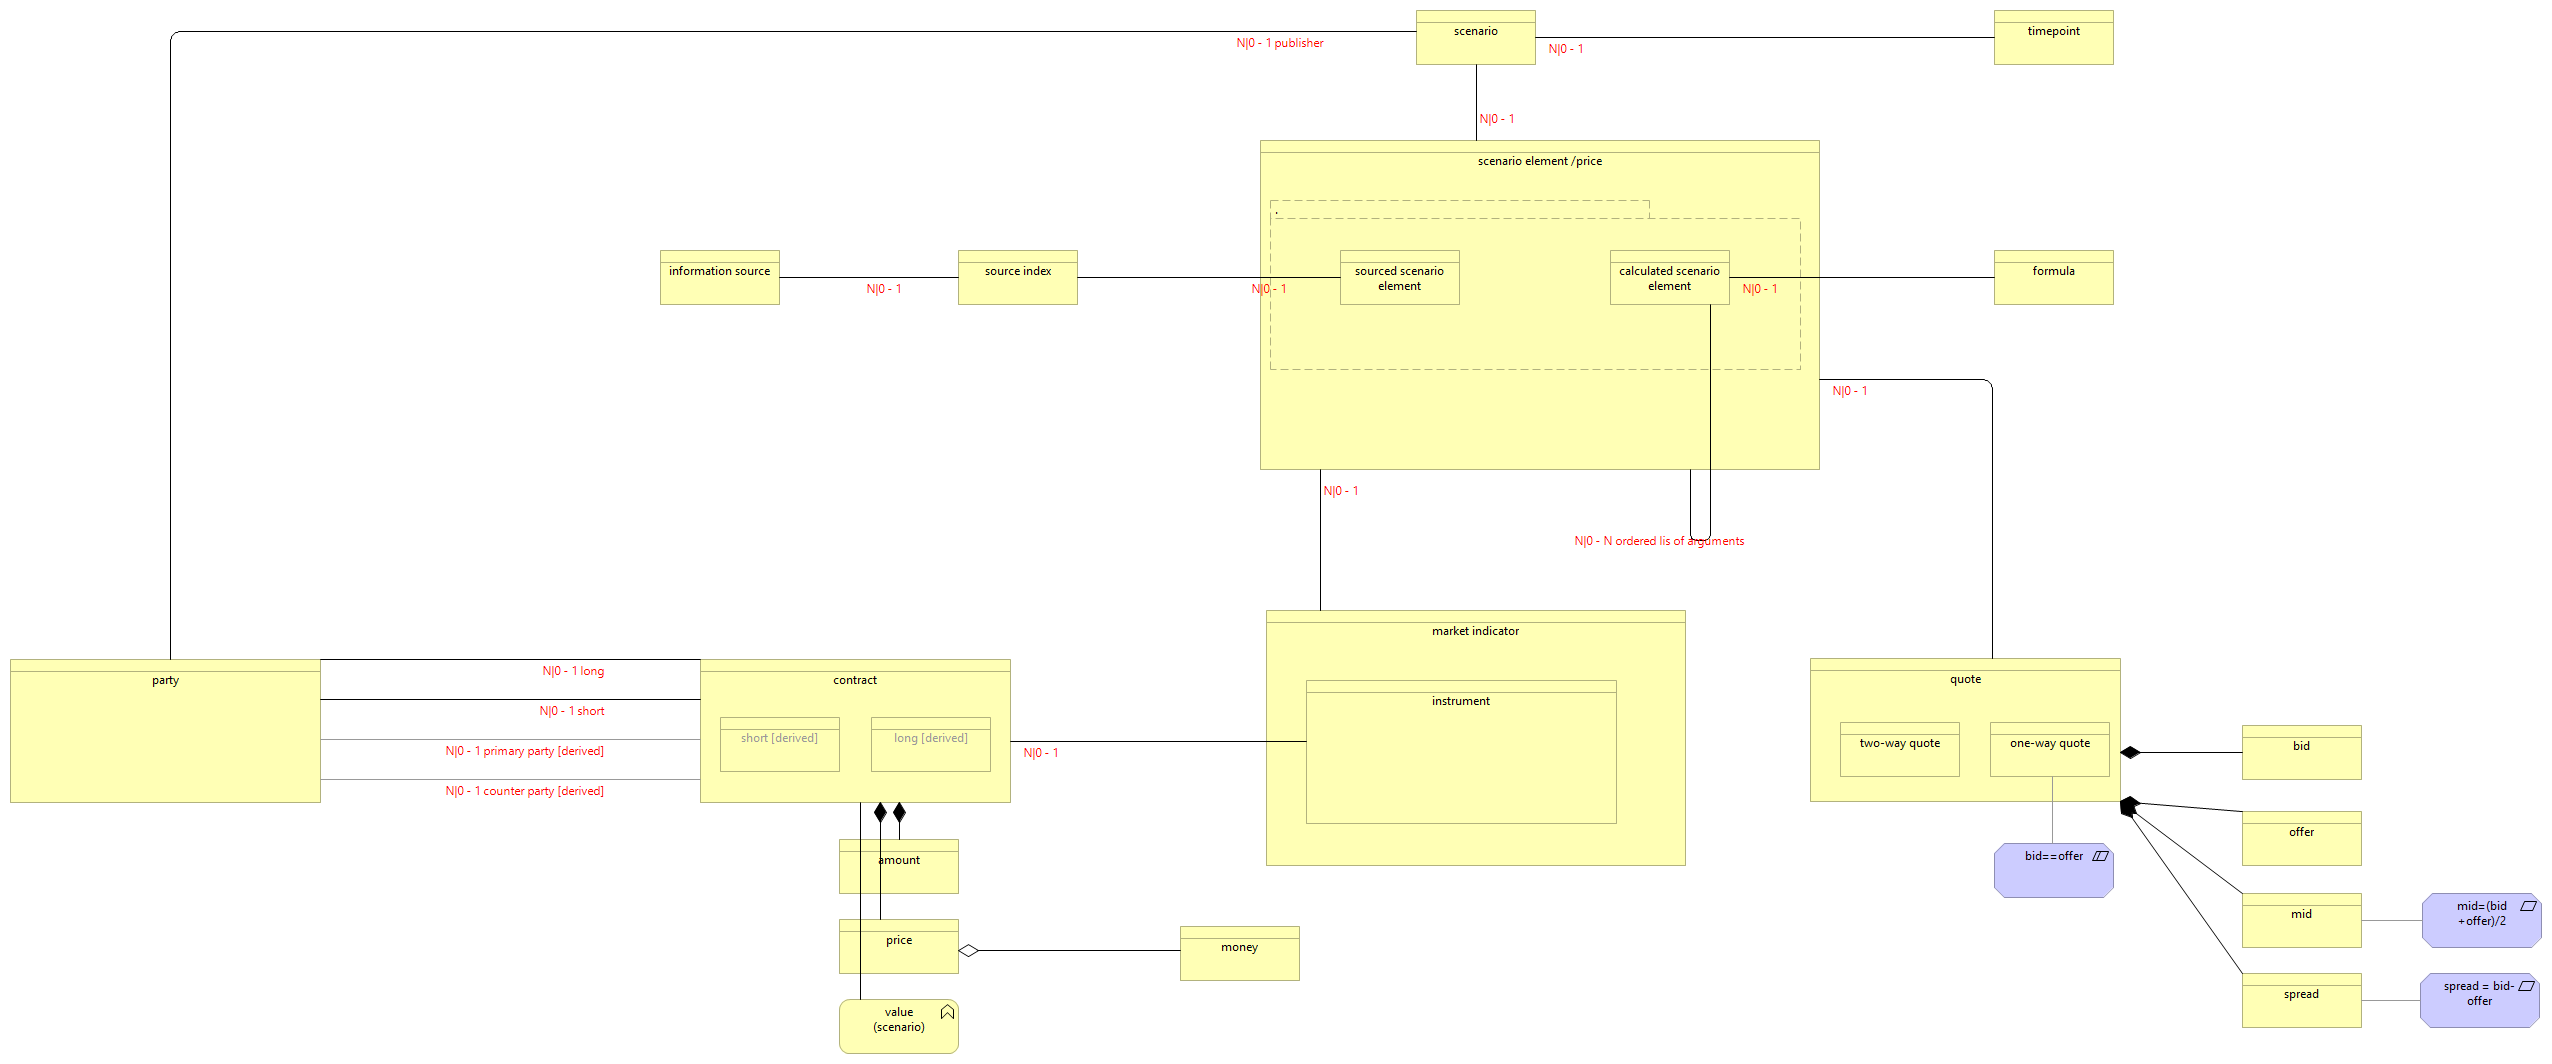 scenario
timepoint
N|0 - 1 publisher
N|0 - 1
N|0 - 1
scenario element /price
.
information source
source index
sourced scenario
element
calculated scenario
element
formula
N|0 - 1
N|0 - 1
N|0 - 1
N|0 - 1
N|0 - 1
N|0 - N ordered lis of arguments
market indicator
party
N|0 - 1 long
contract
quote
instrument
N|0 - 1 short
short [derived]
long [derived]
two-way quote
one-way quote
bid
N|0 - 1 primary party [derived]
N|0 - 1
N|0 - 1 counter party [derived]
offer
amount
bid==offer
mid
mid=(bid
+offer)/2
price
money
spread
spread = bid-
offer
value
(scenario)